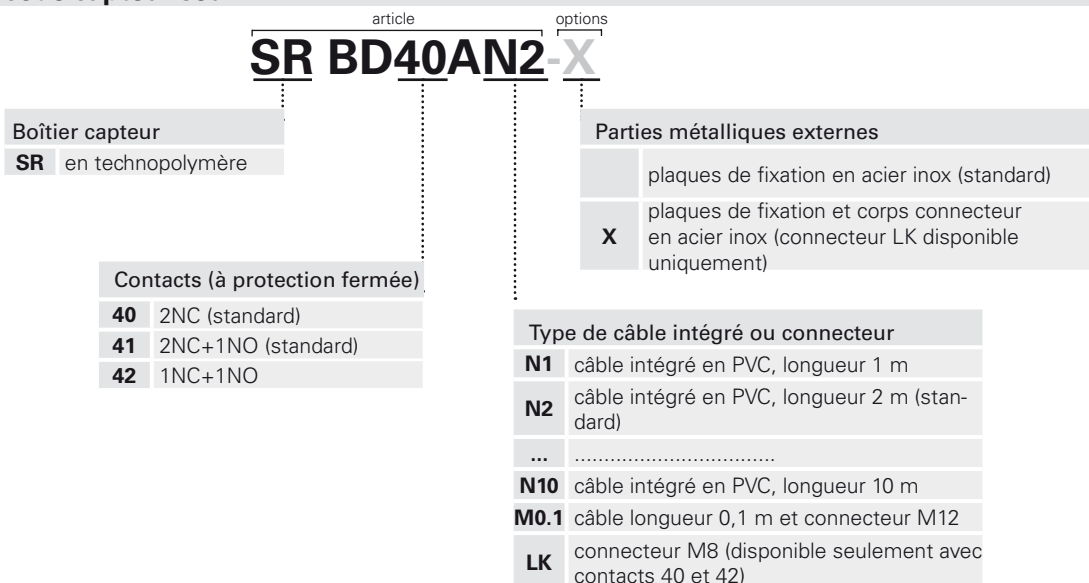 article
options
SR BD40AN2-X
Boîtier capteur
SR en technopolymère
Parties métalliques externes
plaques de fixation en acier inox (standard)
X plaques de fixation et corps connecteur
en acier inox (connecteur LK disponible
uniquement)
Contacts (à protection fermée)
40 2NC (standard)
41 2NC+1NO (standard)
42 1NC+1NO
Type de câble intégré ou connecteur
N1 câble intégré en PVC, longueur 1 m
N2 câble intégré en PVC, longueur 2 m (stan-
dard)
... .................................
N10 câble intégré en PVC, longueur 10 m
M0.1 câble longueur 0,1 m et connecteur M12
LK connecteur M8 (disponible seulement avec
contacts 40 et 42)